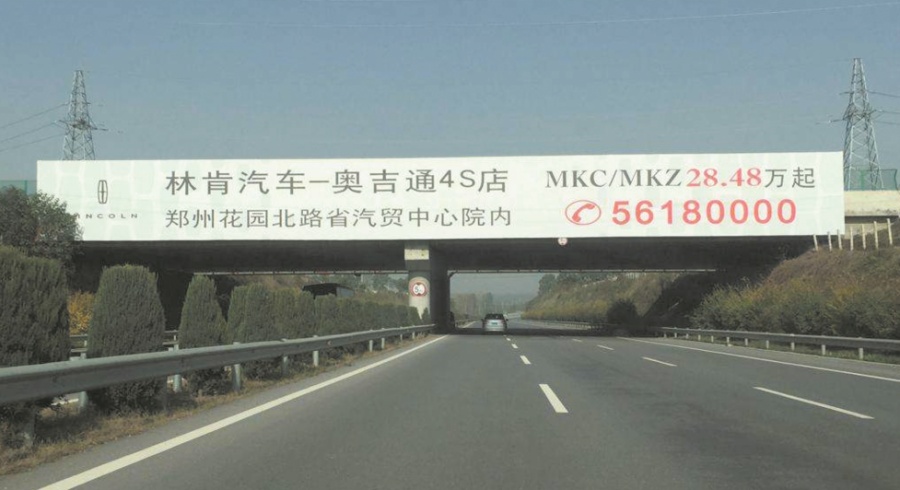 林肯汽车-奥吉通4S店
MKC/MKZ28.48万起
LINCOLN
郑州花园北路省汽贸中心院内
56180000